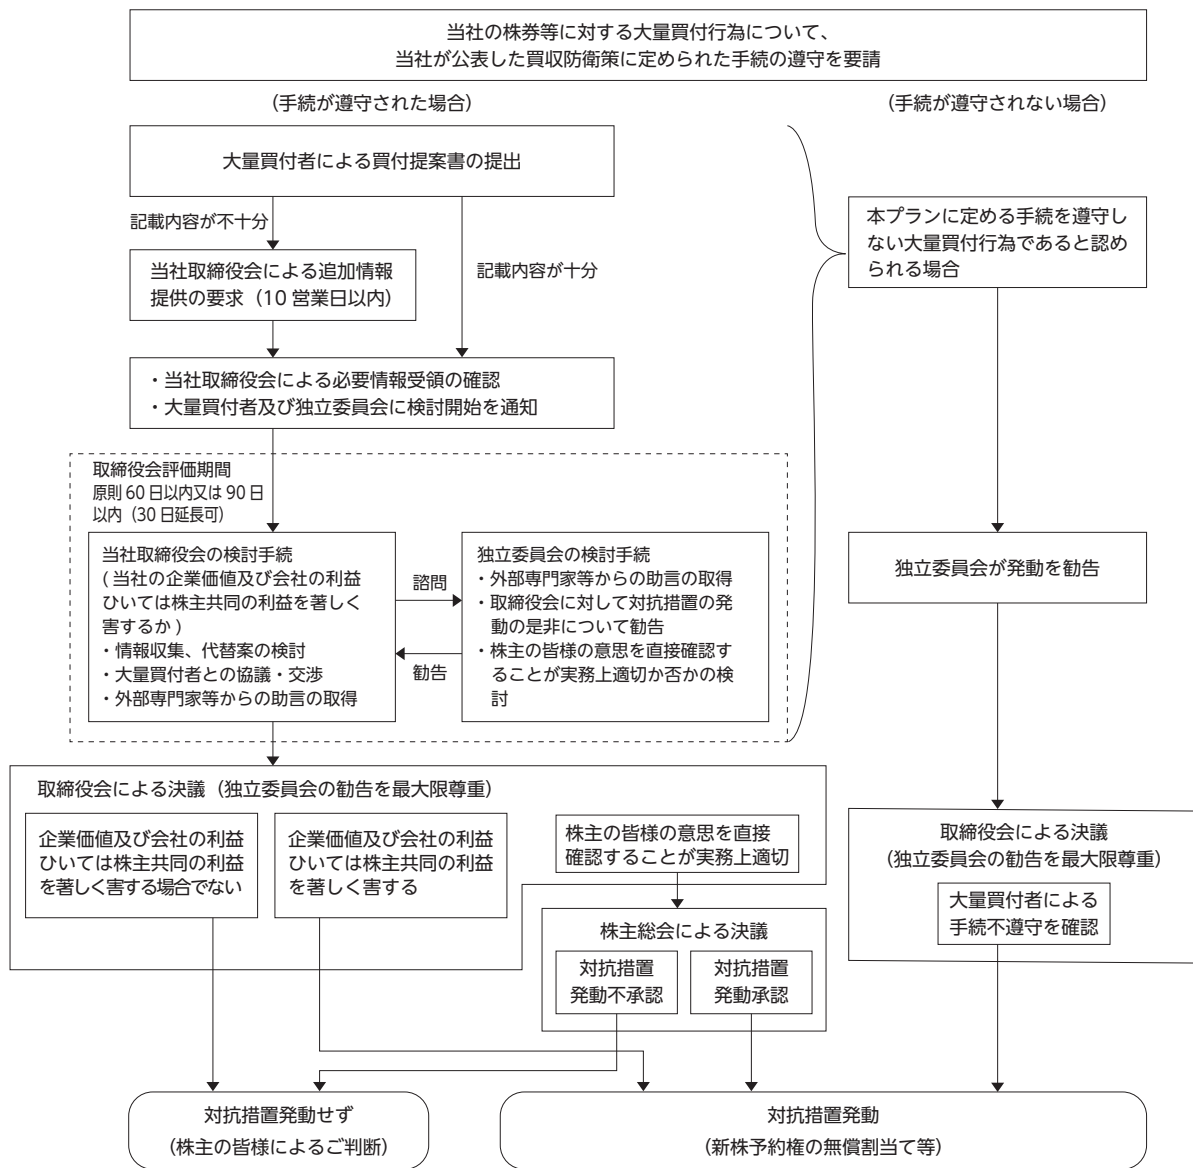 当社の株券等に対する大量買付行為について、
当社が公表した買収防衛策に定められた手続の遵守を要請
(手続が遵守された場合)
(手続が遵守されない場合)
大量買付者による買付提案書の提出
記載内容が不十分
当社取締役会による追加情報
提供の要求（10 営業日以内）
記載内容が十分
本プランに定める手続を遵守し
ない大量買付行為であると認め
られる場合
・当社取締役会による必要情報受領の確認
・大量買付者及び独立委員会に検討開始を通知
取締役会評価期間
原則 60 日以内又は 90 日
以内（30 日延長可）
当社取締役会の検討手続
( 当社の企業価値及び会社の利益
ひいては株主共同の利益を著しく
害するか )
・情報収集、代替案の検討
・大量買付者との協議・交渉
・外部専門家等からの助言の取得
諮問
勧告
独立委員会の検討手続
・外部専門家等からの助言の取得
・取締役会に対して対抗措置の発
動の是非について勧告
・株主の皆様の意思を直接確認す
ることが実務上適切か否かの検
討
独立委員会が発動を勧告
取締役会による決議（独立委員会の勧告を最大限尊重）
企業価値及び会社の利益
ひいては株主共同の利益
を著しく害する場合でない
企業価値及び会社の利益
ひいては株主共同の利益
を著しく害する
株主の皆様の意思を直接
確認することが実務上適切
取締役会による決議
（独立委員会の勧告を最大限尊重）
大量買付者による
手続不遵守を確認
株主総会による決議
対抗措置
発動不承認
対抗措置
発動承認
対抗措置発動せず
(株主の皆様によるご判断)
対抗措置発動
(新株予約権の無償割当て等)